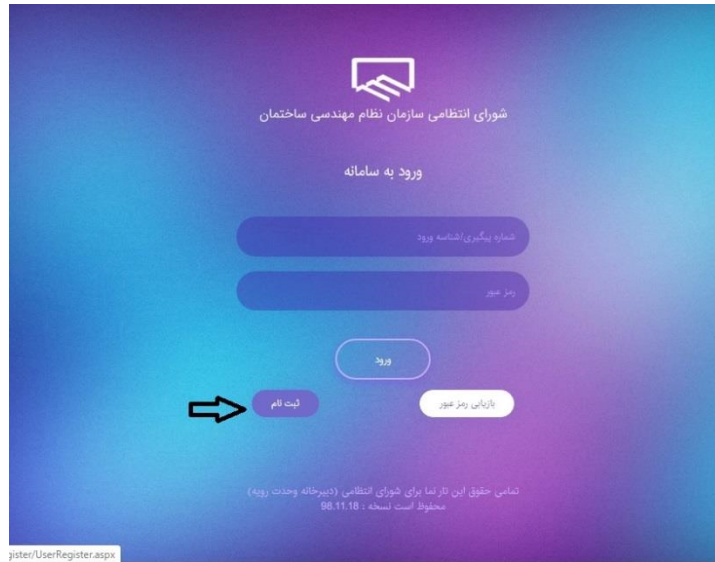 شورای انتظامی سازمان نظام مهندسی ساختمان
ورود به سامانه
شماره پیگیری/شناسه ورود
رمز عبور
ورود
بازیابی رمز عبور
ثبت نام
تمامی حقوق این تار نما برای شورای انتظامی (دبیرخانه وحدت رویه)
محفوظ است نسخه : 98.11.18
gister/UserRegister.aspx